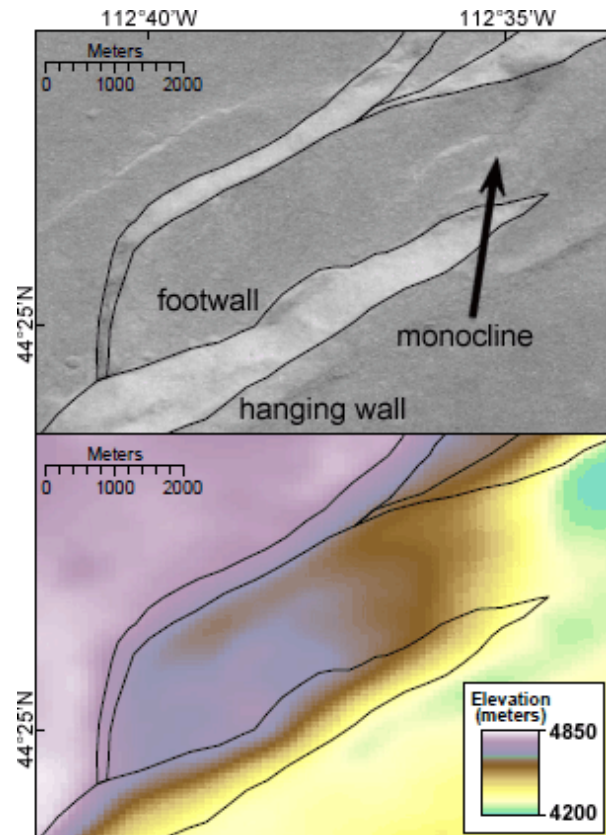 112°40'W 112°35'W
Meters
0 1000 2000
footwall
44°25'N
monocline
hanging wall
Meters
0 1000 2000
44°25'N
Elevation
(meters)
4850
4200